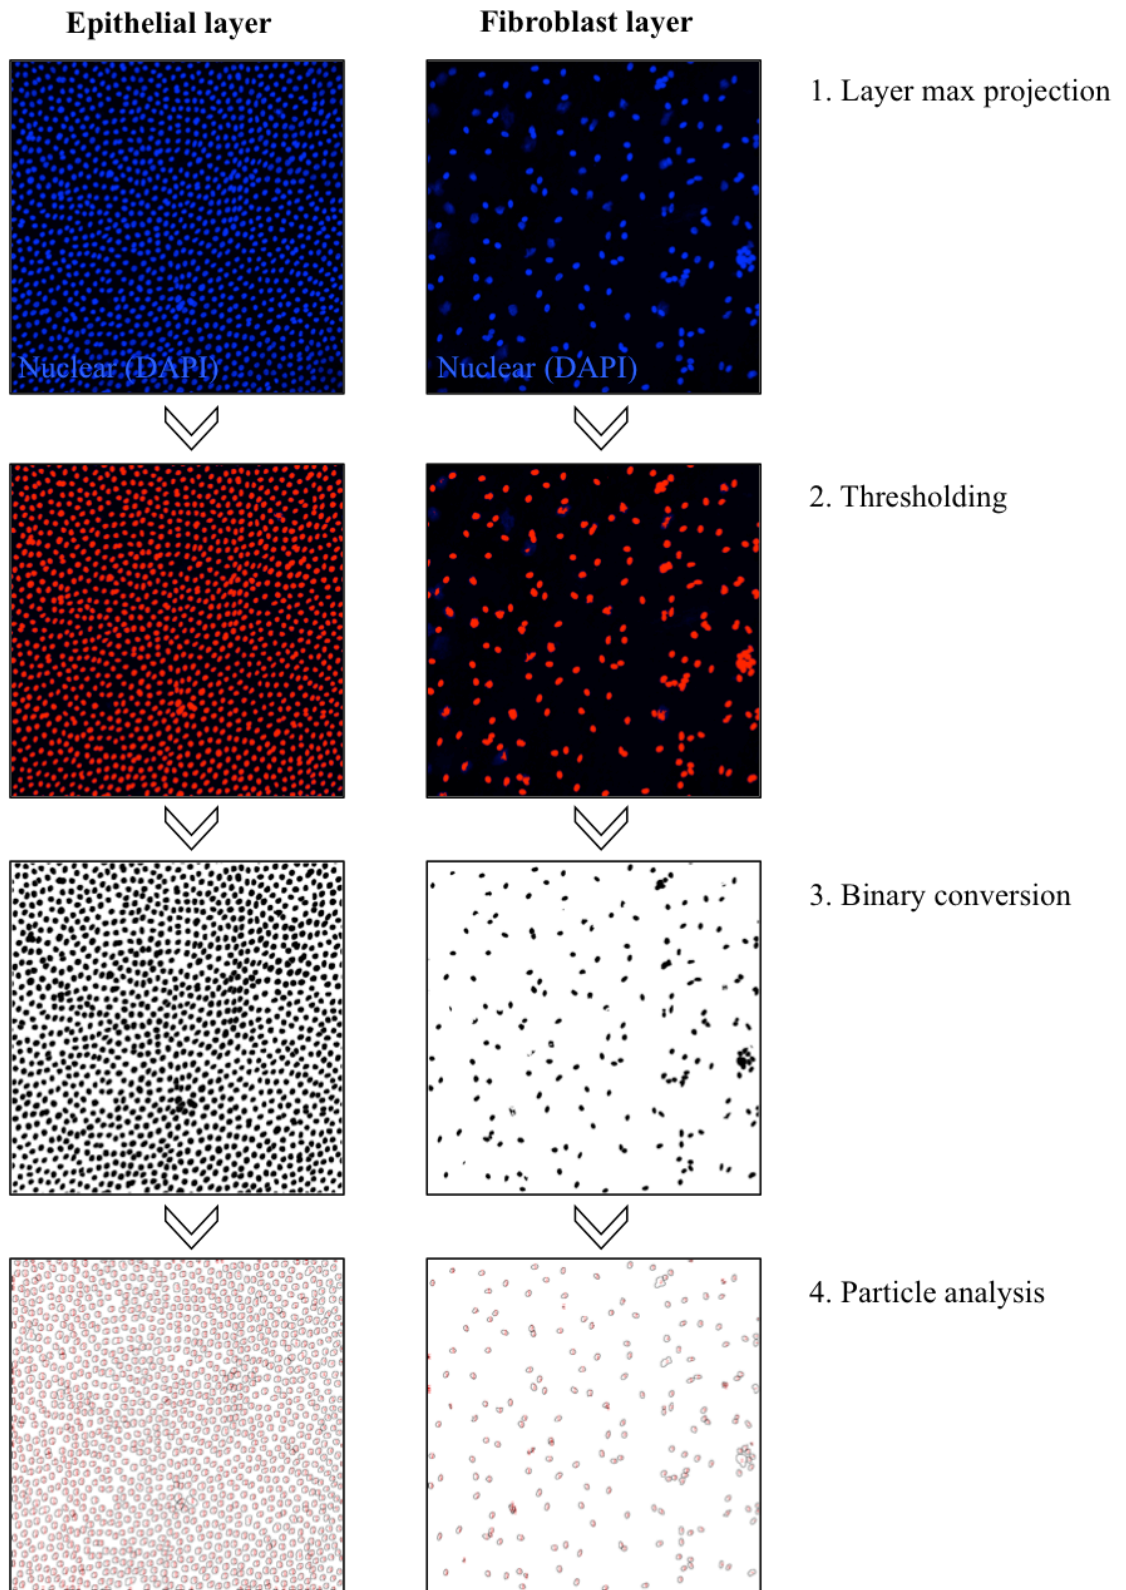 Epithelial layer
Fibroblast layer
1. Layer max projection
Nuclear (DAPI)
Nuclear (DAPI)
2. Thresholding
3. Binary conversion
4. Particle analysis